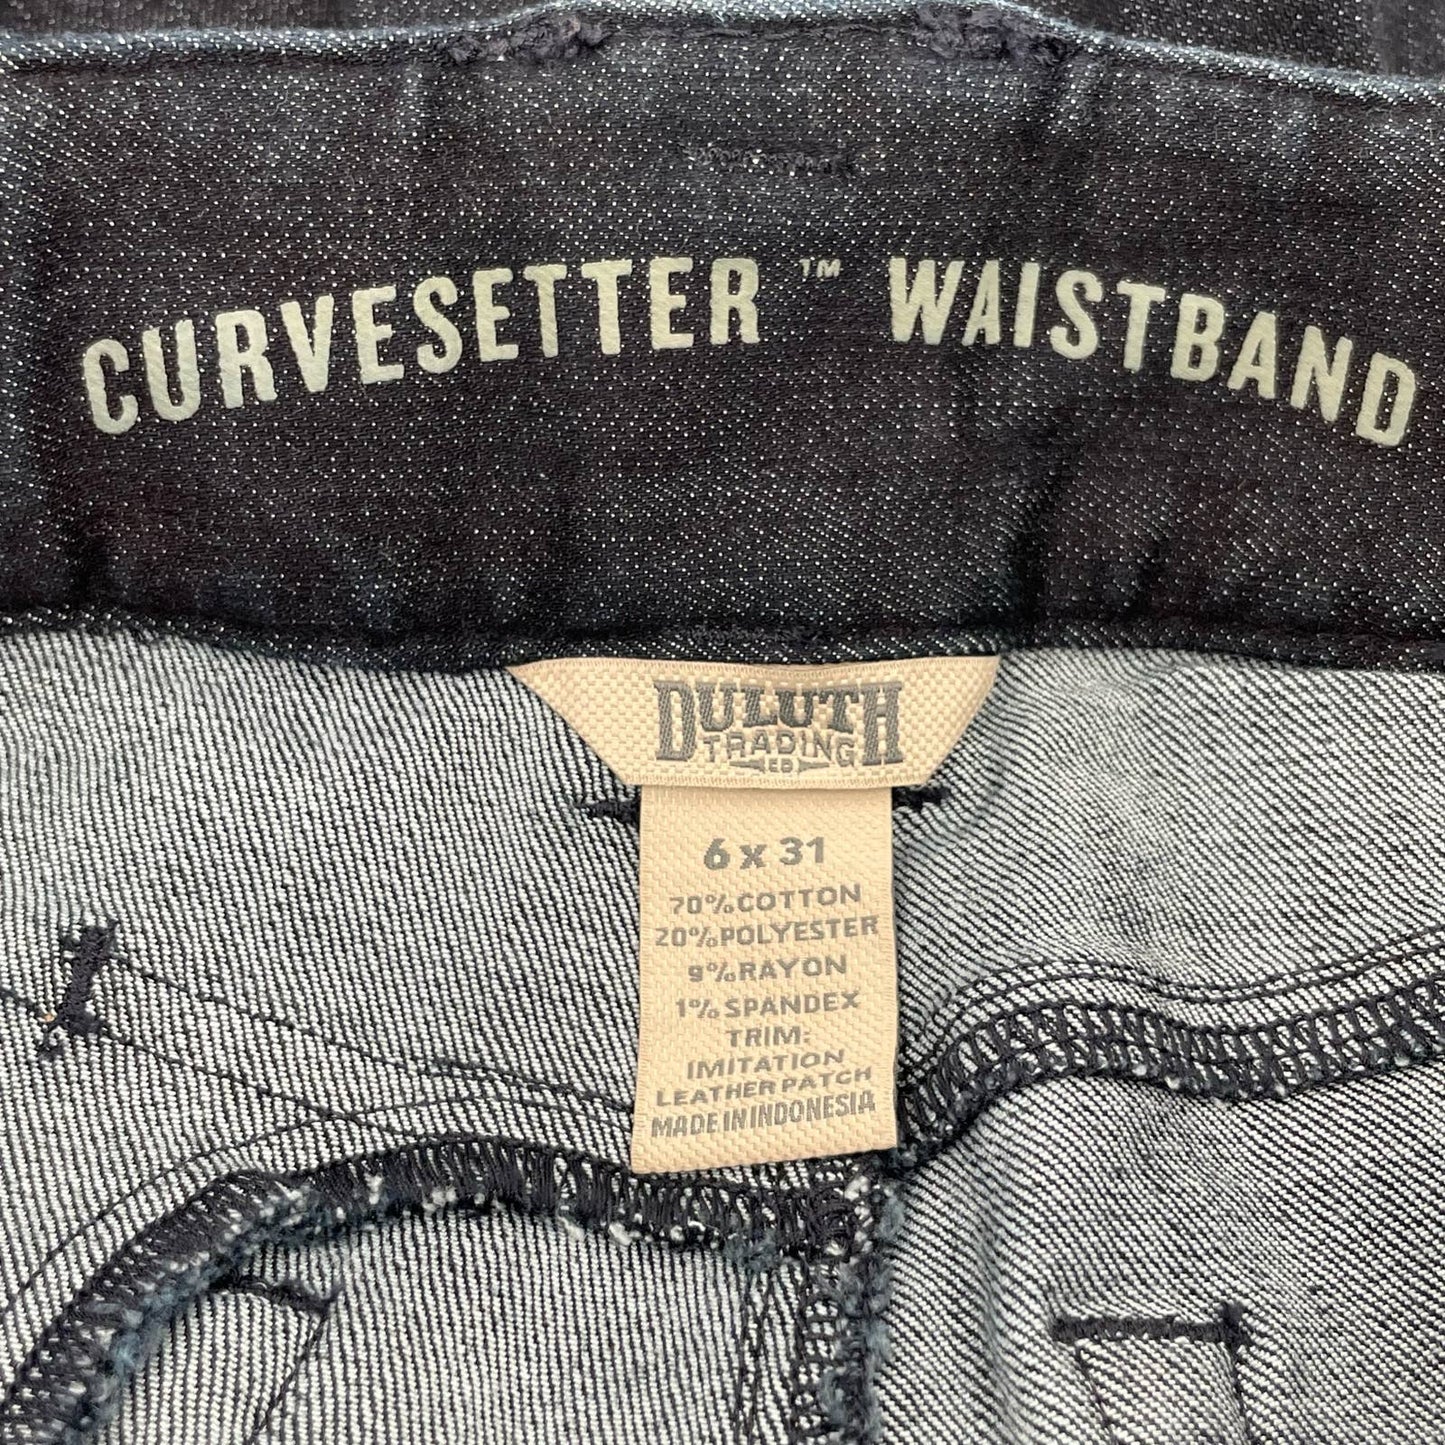 CURVESETTER™ WAISTBAND
DULUTH
TRADING
6 x 31
70% COTTON
20% POLYESTER
9% RAYON
1% SPANDEX
TRIM:
IMITATION
LEATHER PATCH
MADE IN INDONESIA